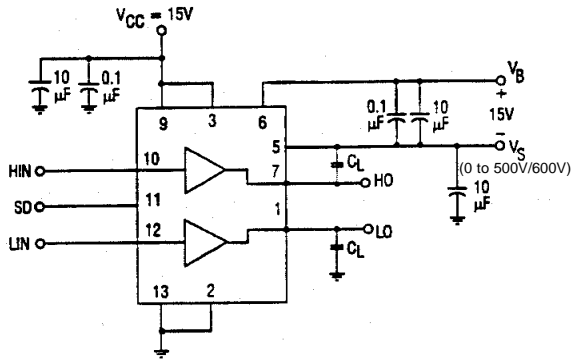 VCC = 15V
10 μF
0.1 μF
9
3
6
VB
+
0.1 μF
10 μF
15V
5
−
VS
(0 to 500V/600V)
HIN
10
CL
7
HO
10 μF
SD
11
1
LIN
12
LO
CL
13
2